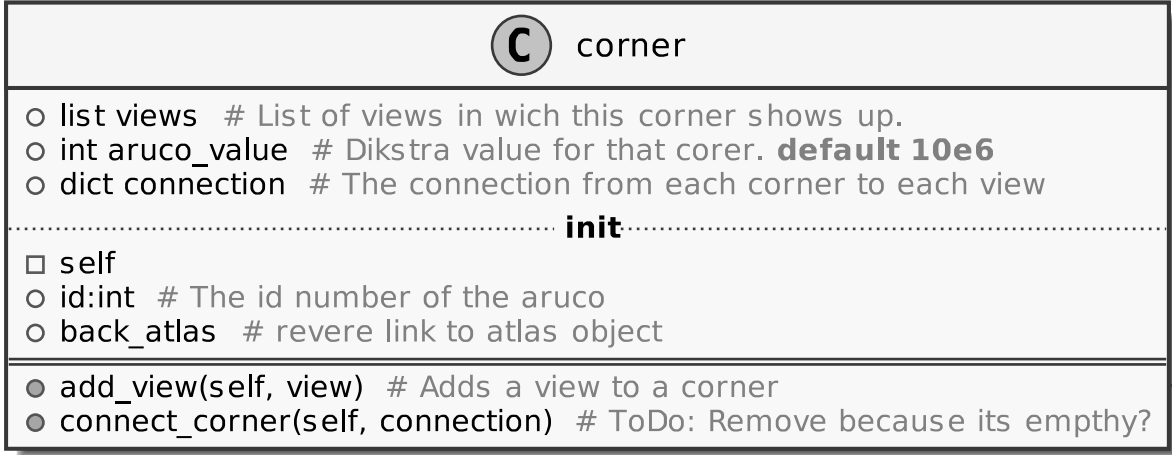 C corner
list views # List of views in wich this corner shows up.
int aruco_value # Dikstra value for that corer. default 10e6
dict connection # The connection from each corner to each view
init
self
id:int # The id number of the aruco
back_atlas # revere link to atlas object
add_view(self, view) # Adds a view to a corner
connect_corner(self, connection) # ToDo: Remove because its empthy?